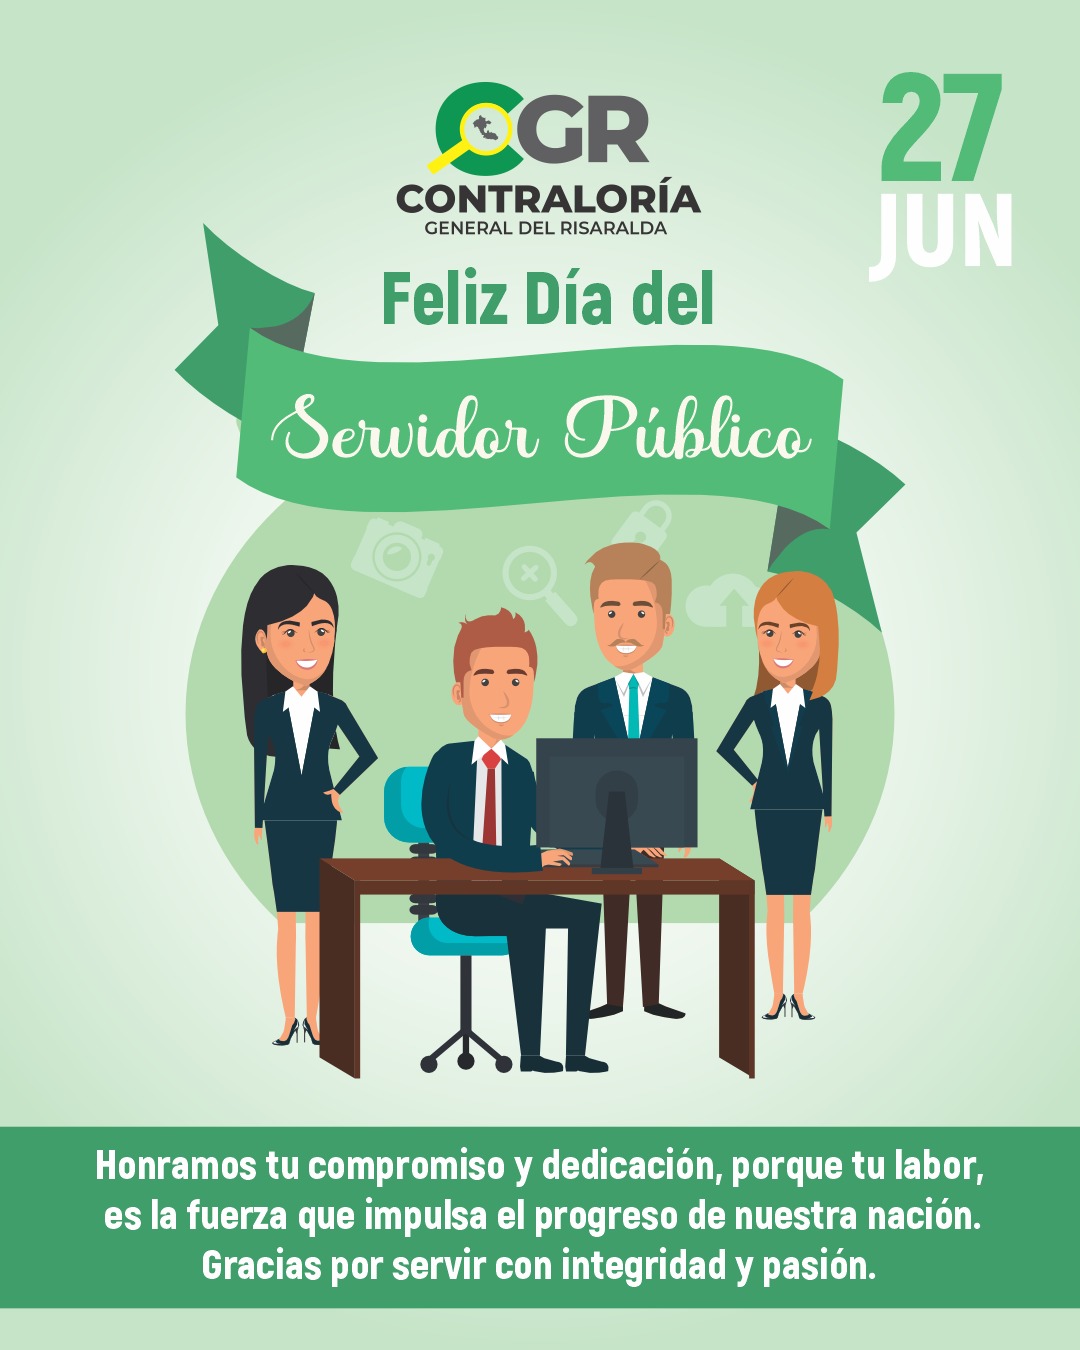 CGR
CONTRALORÍA
GENERAL DEL RISARALDA
27
JUN
Feliz Día del
Servidor Público
Honramos tu compromiso y dedicación, porque tu labor,
es la fuerza que impulsa el progreso de nuestra nación.
Gracias por servir con integridad y pasión.